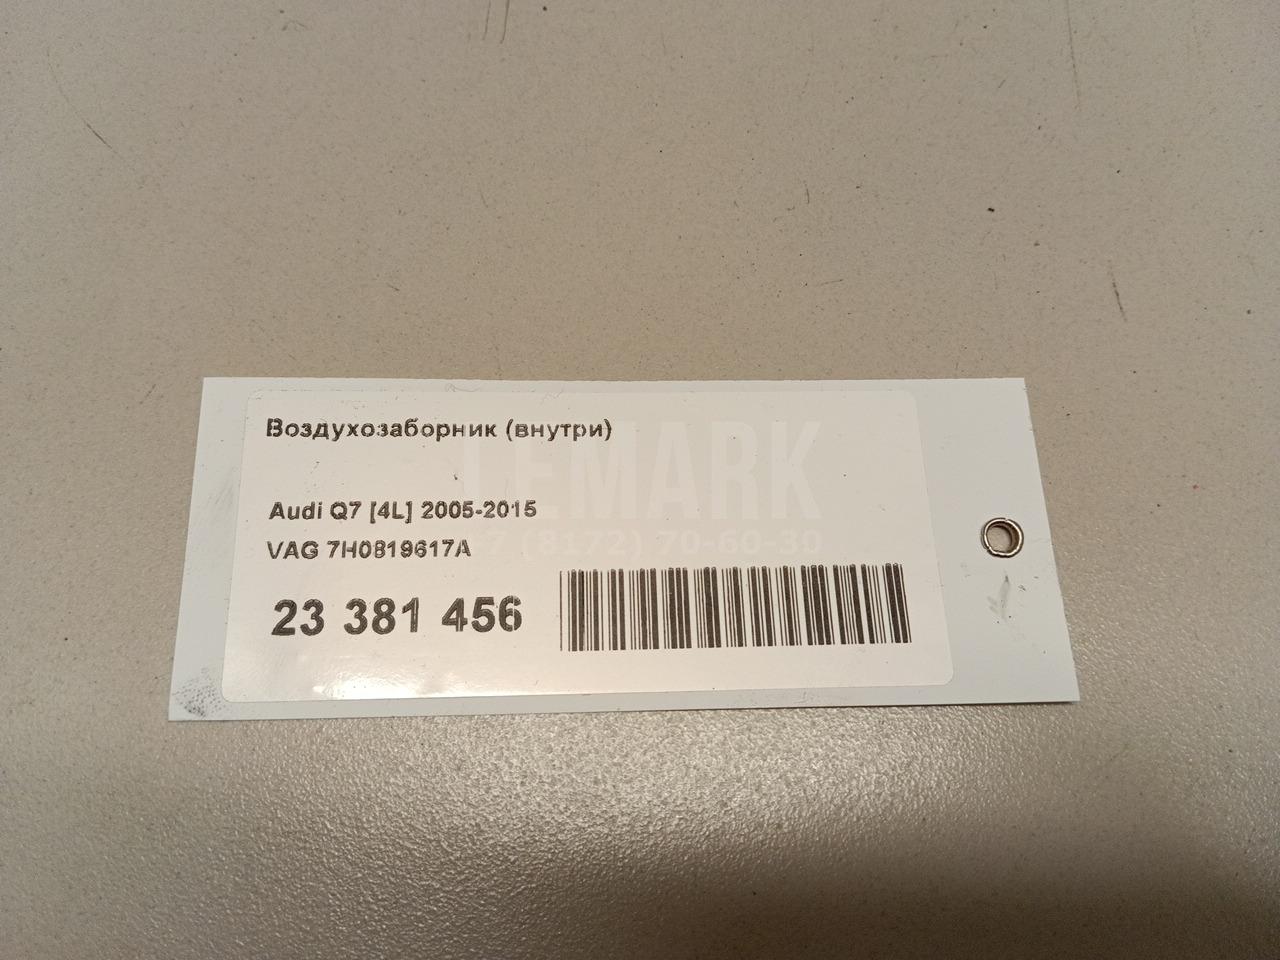 Воздухозаборник (внутри)
LEMARK
Audi Q7 [4L] 2005-2015
VAG 7H0819617A
7 (8172) 70-60-30
23 381 456